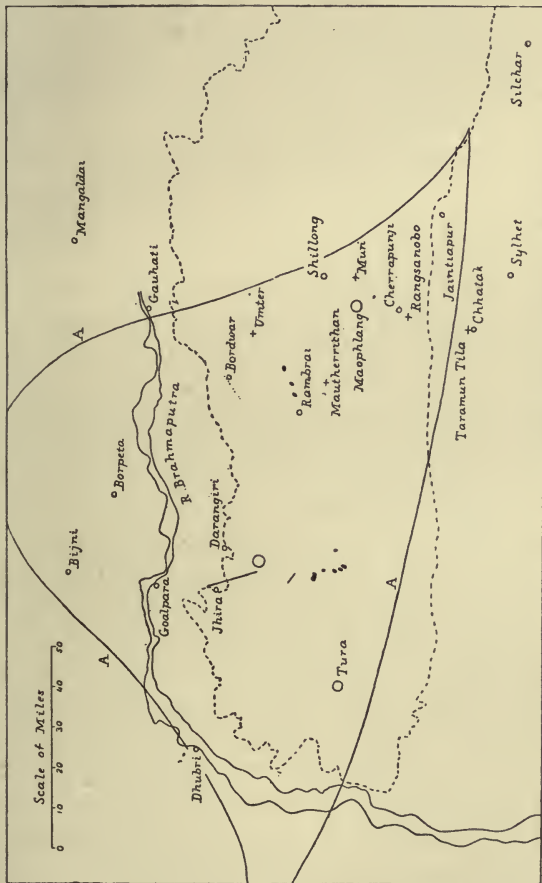 Mangaldai
Silchar
A
Gauhati
Shillong
Mun
Cherrapunji
Rangsanobo
Jaintiapur
Sylhet
Bordwar
Umter
Maophlang
Mautherrithan
Rambrai
Chhatak
Taramun Tila
Borpeta
R. Brahmaputra
Bijni
Darangiri
Goalpara
Jhira
A
A
Tura
Dhubri
Scale of Miles
0 10 20 30 40 50